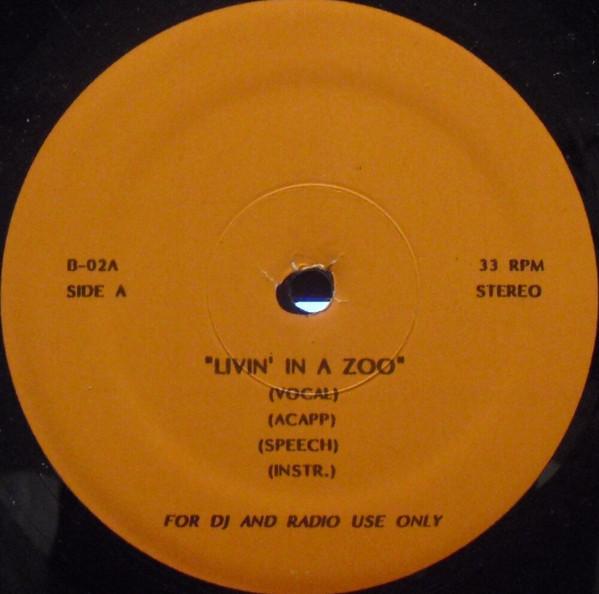 B-02A 33 RPM
SIDE A STEREO
"LIVIN' IN A ZOO"
(VOCAL)
(ACAPP)
(SPEECH)
(INSTR.)
FOR DJ AND RADIO USE ONLY